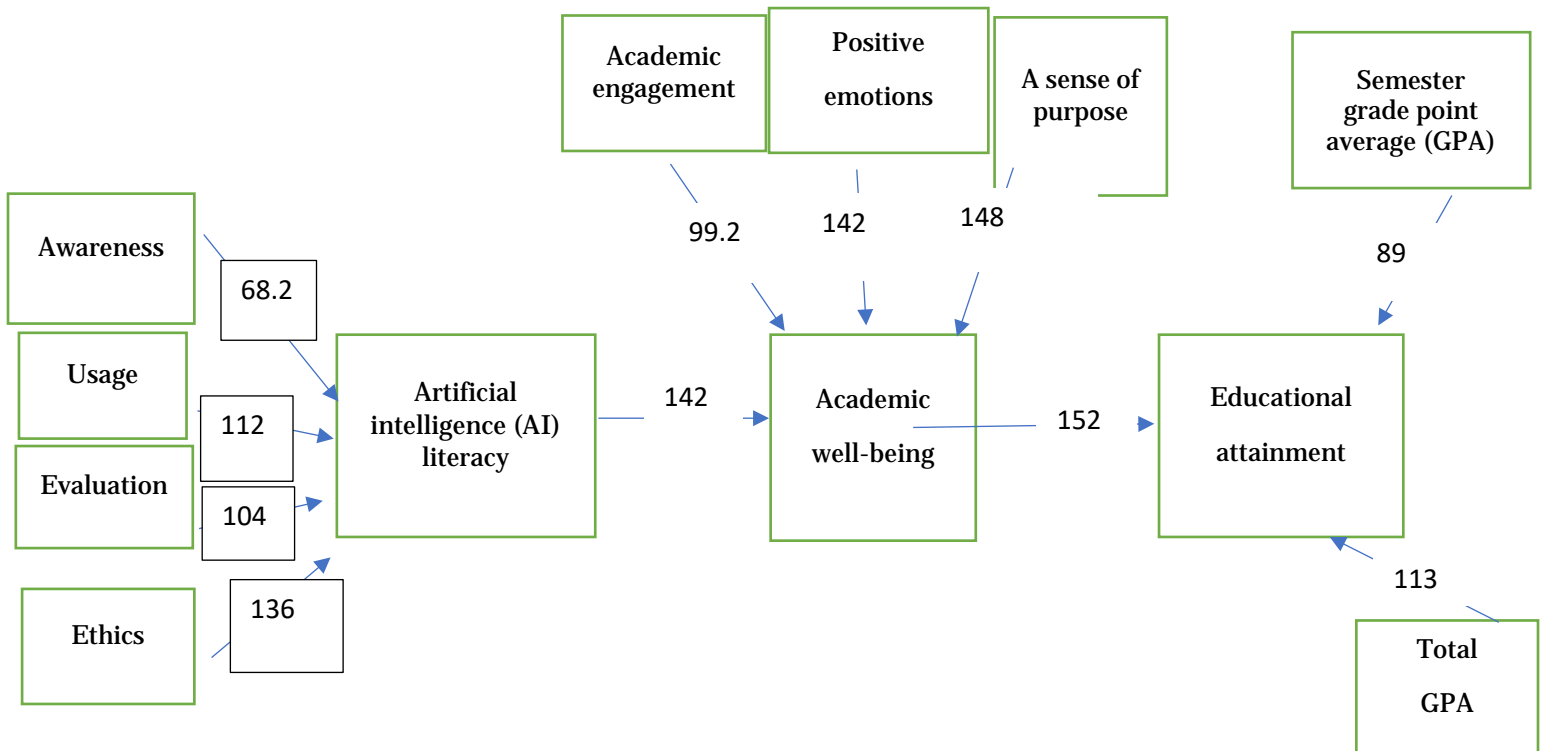 Academic
engagement
Positive
emotions
A sense of
purpose
Semester
grade point
average (GPA)
99.2
142
148
89
Awareness
68.2
Usage
112
Evaluation
104
Ethics
136
Artificial
intelligence (AI)
literacy
142
Academic
well-being
152
Educational
attainment
113
Total
GPA